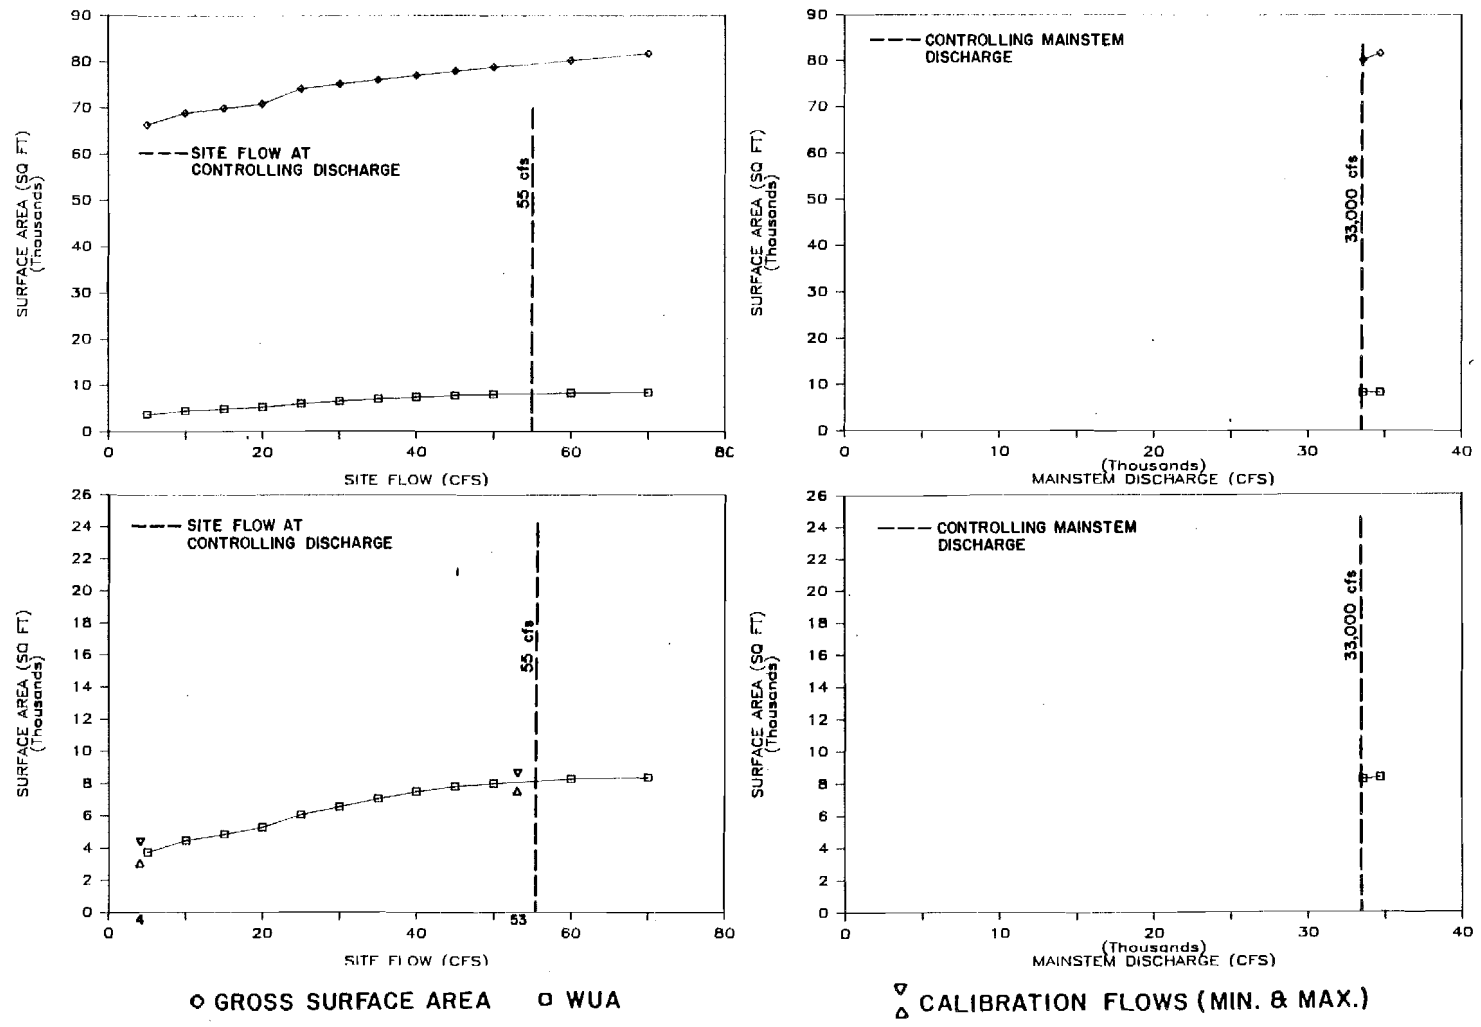 90
80
70
60
50
40
30
20
10
0
SURFACE AREA (SQ FT)
(Thousands)
SITE FLOW AT
CONTROLLING DISCHARGE
55 cfs
0 20 40 60 80
SITE FLOW (CFS)
90
80
70
60
50
40
30
20
10
0
SURFACE AREA (SQ FT)
(Thousands)
CONTROLLING MAINSTEM
DISCHARGE
33,000 cfs
0 10 20 30 40
(Thousands)
MAINSTEM DISCHARGE (CFS)
26
24
22
20
18
16
14
12
10
8
6
4
2
0
SURFACE AREA (SQ FT)
(Thousands)
SITE FLOW AT
CONTROLLING DISCHARGE
55 cfs
4 53
0 20 40 60 80
SITE FLOW (CFS)
26
24
22
20
18
16
14
12
10
8
6
4
2
0
SURFACE AREA (SQ FT)
(Thousands)
CONTROLLING MAINSTEM
DISCHARGE
33,000 cfs
0 10 20 30 40
(Thousands)
MAINSTEM DISCHARGE (CFS)
GROSS SURFACE AREA WUA CALIBRATION FLOWS (MIN. & MAX.)